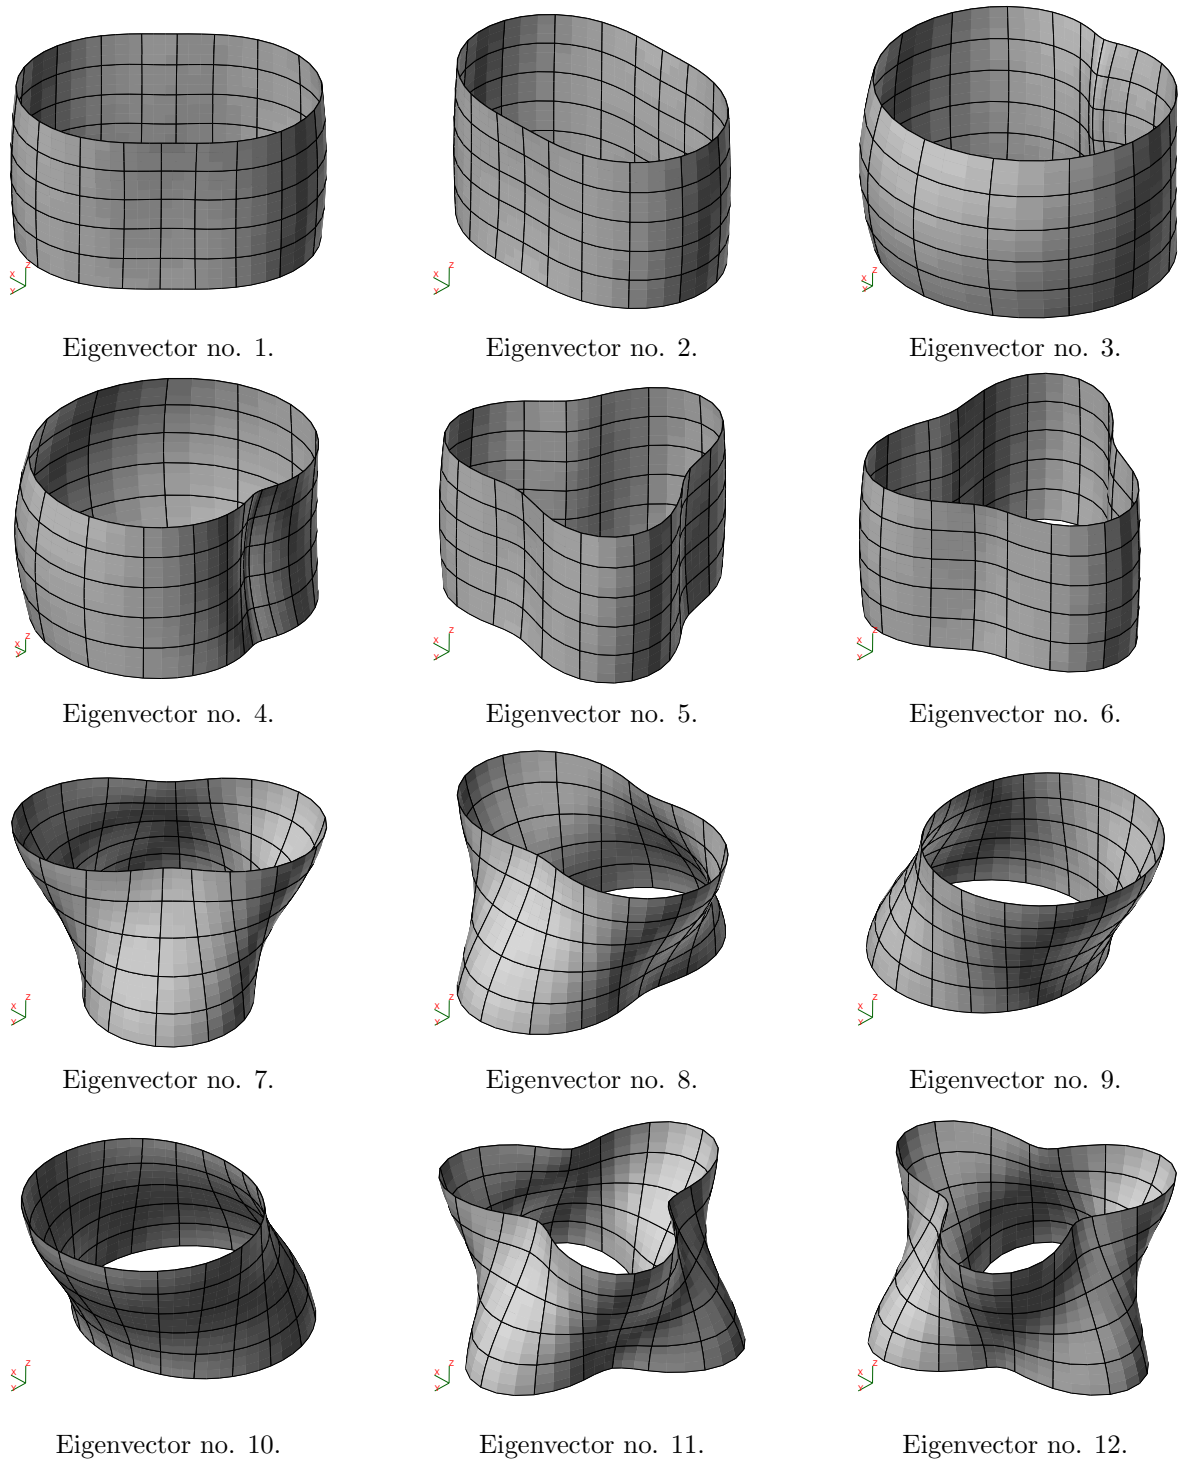 z
x
y
z
x
y
z
x
y
Eigenvector no. 1.
Eigenvector no. 2.
Eigenvector no. 3.
z
x
y
z
x
y
z
x
y
Eigenvector no. 4.
Eigenvector no. 5.
Eigenvector no. 6.
z
x
y
z
x
y
z
x
y
Eigenvector no. 7.
Eigenvector no. 8.
Eigenvector no. 9.
z
x
y
z
x
y
z
x
y
Eigenvector no. 10.
Eigenvector no. 11.
Eigenvector no. 12.